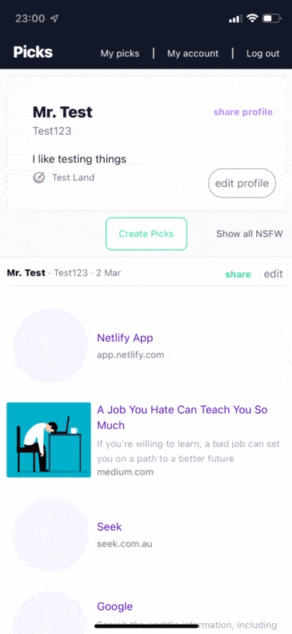 23:00
Picks
My picks | My account | Log out
Mr. Test
share profile
Test123
I like testing things
Test Land
edit profile
Create Picks
Show all NSFW
Mr. Test · Test123 · 2 Mar
share
edit
Netlify App
app.netlify.com
A Job You Hate Can Teach You So
Much
If you're willing to learn, a bad job can set
you on a path to a better future
medium.com
Seek
seek.com.au
Google
information, including